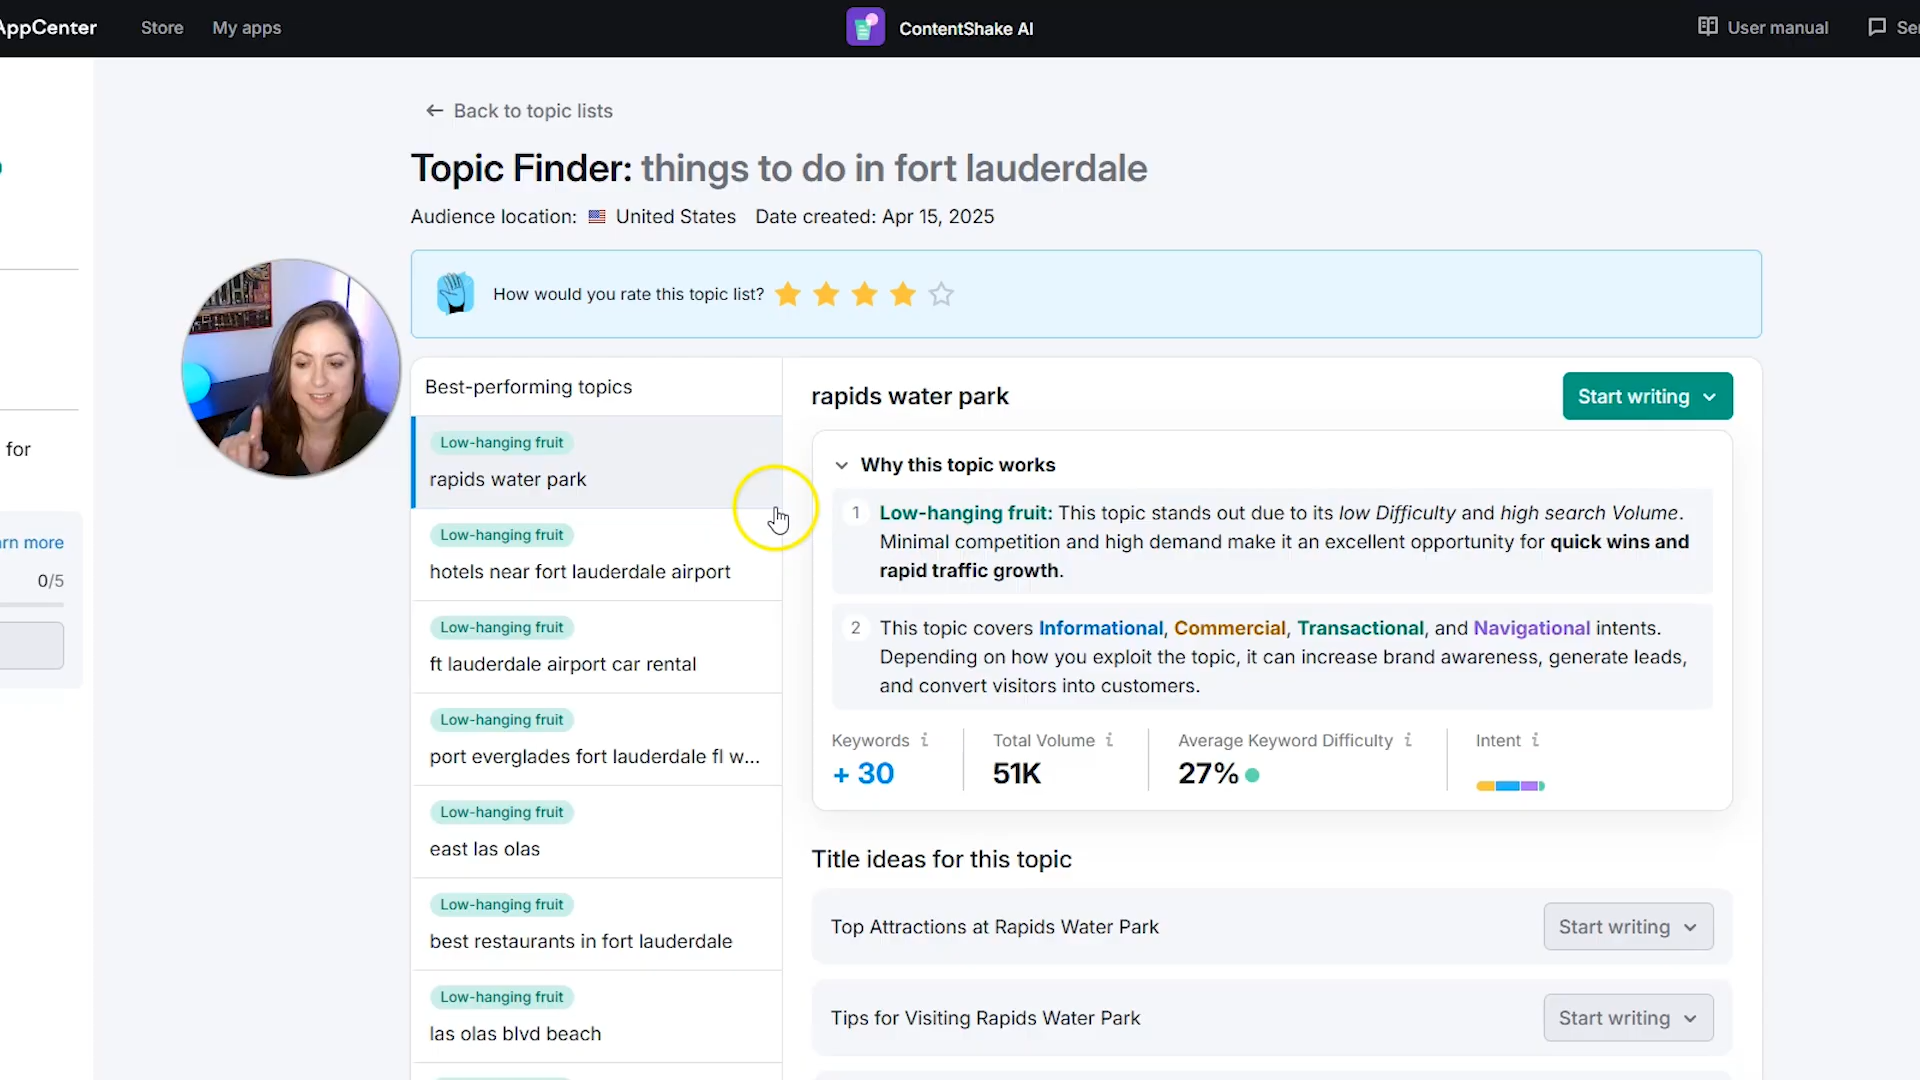 AppCenter
Store
My apps
ContentShake AI
User manual
Back to topic lists
Topic Finder: things to do in fort lauderdale
Audience location: United States Date created: Apr 15, 2025
How would you rate this topic list?
for
arn more
0/5
Best-performing topics
Low-hanging fruit
rapids water park
Low-hanging fruit
hotels near fort lauderdale airport
Low-hanging fruit
ft lauderdale airport car rental
Low-hanging fruit
port everglades fort lauderdale fl w...
Low-hanging fruit
east las olas
Low-hanging fruit
best restaurants in fort lauderdale
Low-hanging fruit
las olas blvd beach
rapids water park
Start writing
Why this topic works
1 Low-hanging fruit: This topic stands out due to its low Difficulty and high search Volume.
Minimal competition and high demand make it an excellent opportunity for quick wins and
rapid traffic growth.
2 This topic covers Informational, Commercial, Transactional, and Navigational intents.
Depending on how you exploit the topic, it can increase brand awareness, generate leads,
and convert visitors into customers.
Keywords i Total Volume i Average Keyword Difficulty i Intent i
+ 30 51K 27%
Title ideas for this topic
Top Attractions at Rapids Water Park
Start writing
Tips for Visiting Rapids Water Park
Start writing